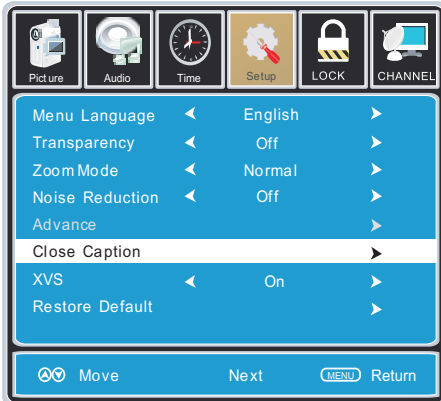 Picture Audio Time Setup LOCK CHANNEL
Menu Language English
Transparency Off
Zoom Mode Normal
Noise Reduction Off
Advance
Close Caption
XVS On
Restore Default
Move Next MENU Return